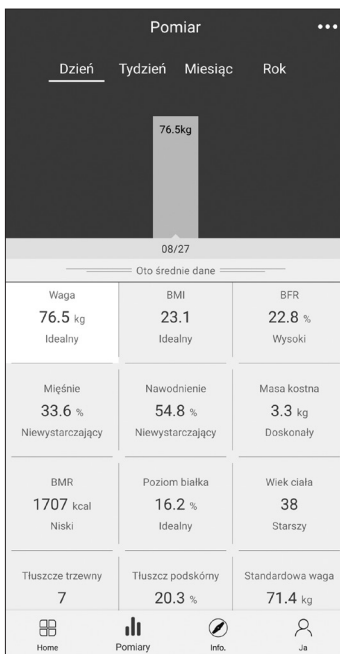 Pomiar
Dzień Tydzień Miesiąc Rok
76.5kg
08/27
Oto średnie dane
Waga BMI BFR
76.5 kg 23.1 22.8 %
Idealny Idealny Wysoki
Mięśnie Nawodnienie Masa kostna
33.6 % 54.8 % 3.3 kg
Niewystarczający Niewystarczający Doskonały
BMR Poziom białka Wiek ciała
1707 kcal 16.2 % 38
Niski Idealny Starszy
Tłuszcze trzewny Tłuszcz podskórny Standardowa waga
7 20.3 % 71.4 kg
Home Pomiary Info. Ja